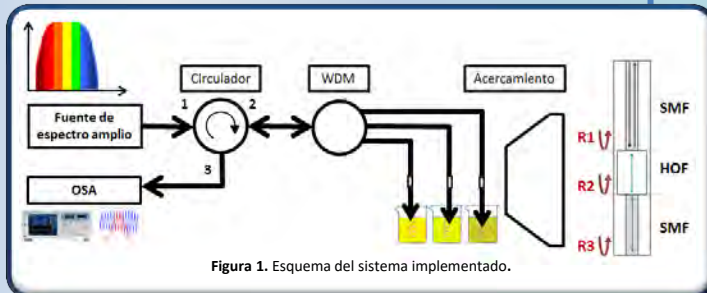 Circulador
WDM
Acercamiento
Fuente de
espectro amplio
1
2
3
OSA
R1
R2
R3
SMF
HOF
SMF
Figura 1. Esquema del sistema implementado.